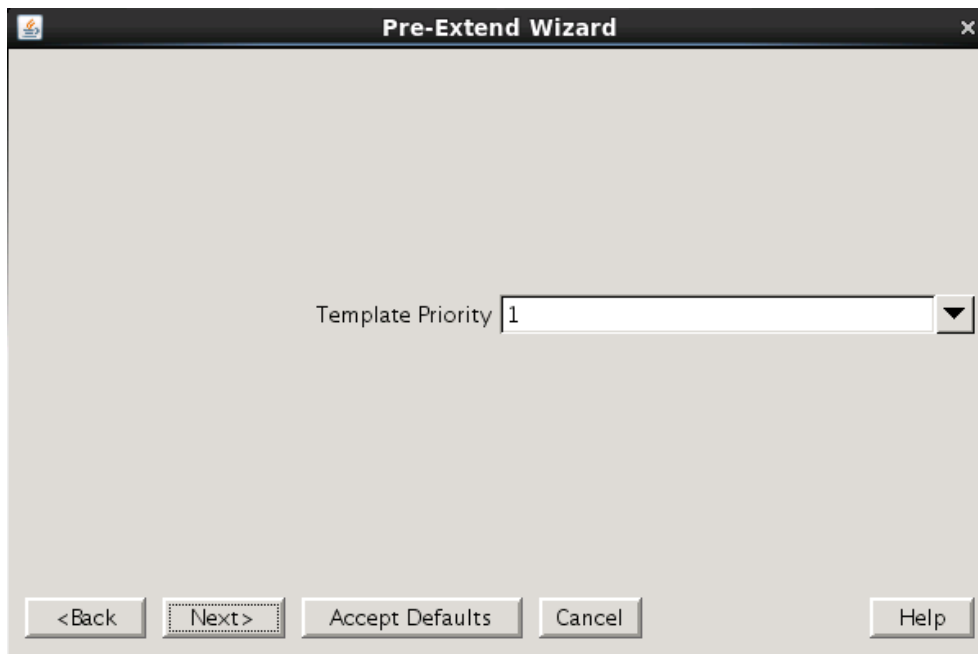 Pre-Extend Wizard
Template Priority 1
<Back Next> Accept Defaults Cancel Help